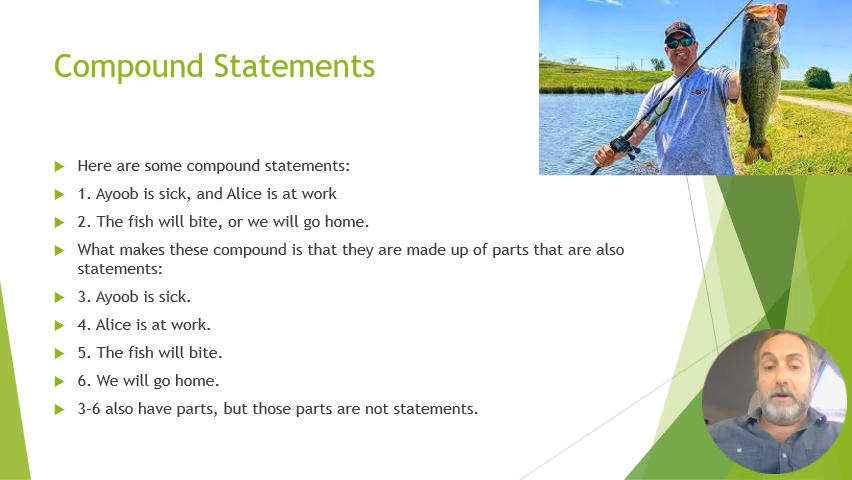 Compound Statements
Here are some compound statements:
1. Ayoob is sick, and Alice is at work
2. The fish will bite, or we will go home.
What makes these compound is that they are made up of parts that are also
statements:
3. Ayoob is sick.
4. Alice is at work.
5. The fish will bite.
6. We will go home.
3-6 also have parts, but those parts are not statements.